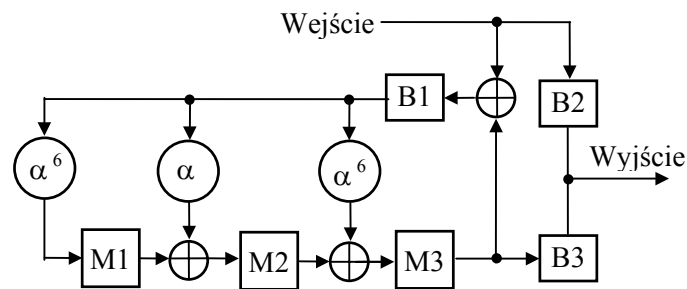 Wejście
B1
B2
α⁶
α
α⁶
Wyjście
M1
M2
M3
B3